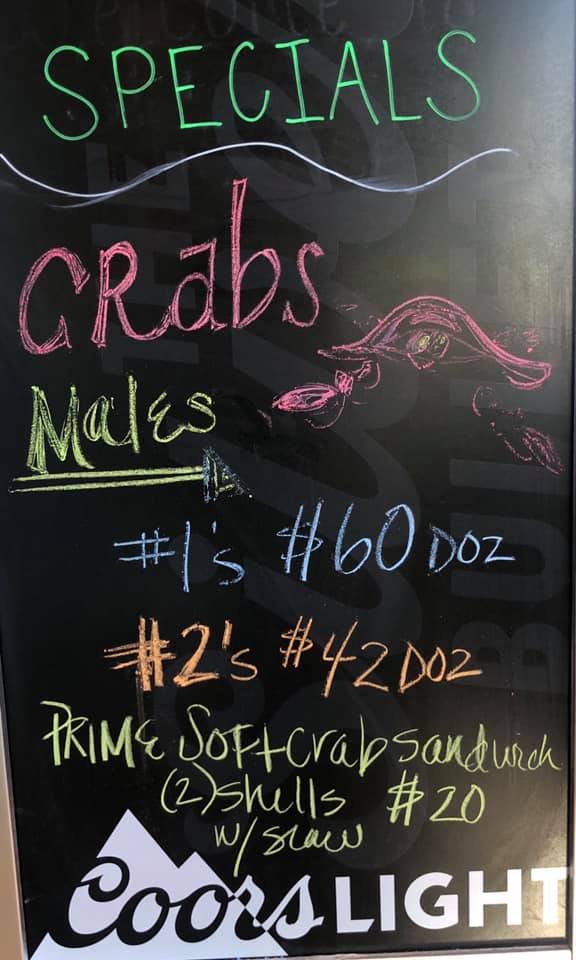 SPECIALS
CRabs
Males
#1's $60 DOZ
#2's $42 DOZ
PRIME Soft Crab Sandwich
(2) Shells $20
w/ slaw
Coors LIGHT